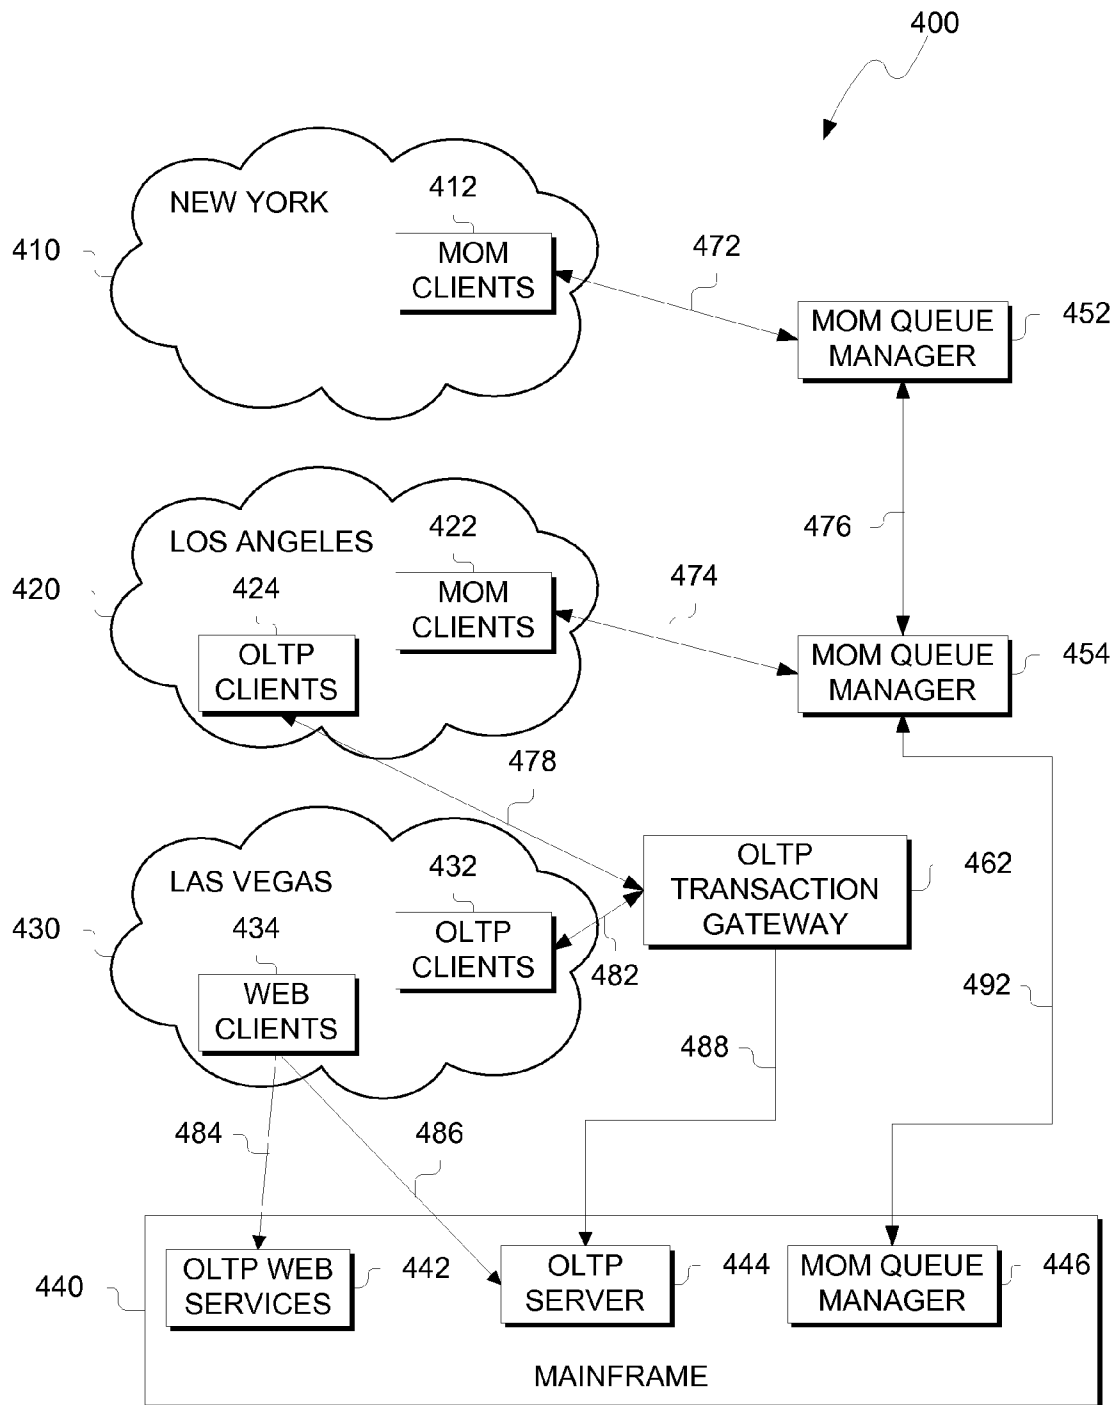 400
NEW YORK
412
MOM
CLIENTS
410
472
MOM QUEUE
MANAGER
452
476
LOS ANGELES
422
MOM
CLIENTS
420
424
OLTP
CLIENTS
474
MOM QUEUE
MANAGER
454
478
LAS VEGAS
432
OLTP
CLIENTS
430
434
WEB
CLIENTS
482
OLTP
TRANSACTION
GATEWAY
462
492
488
484
486
440
OLTP WEB
SERVICES
442
OLTP
SERVER
444
MOM QUEUE
MANAGER
446
MAINFRAME